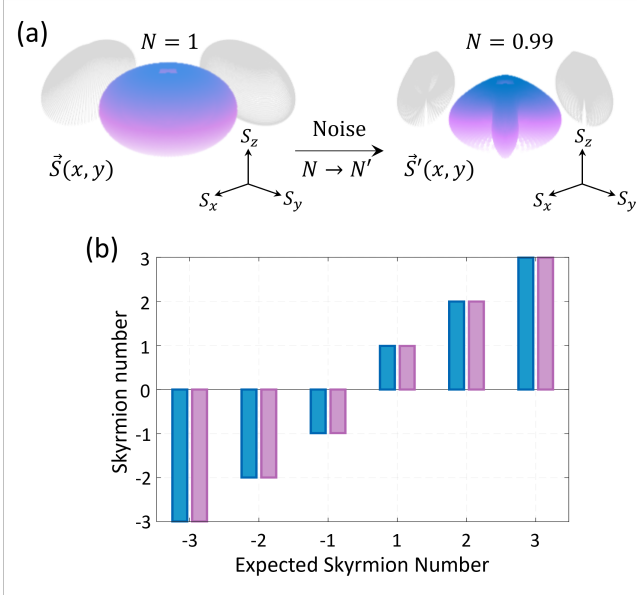 (a)
N = 1
N = 0.99
Noise
N → N′
S⃗(x, y)
S⃗′(x, y)
S_z
S_x
S_y
S_z
S_x
S_y
(b)
Skyrmion number
3
2
1
0
-1
-2
-3
-3 -2 -1 1 2 3
Expected Skyrmion Number